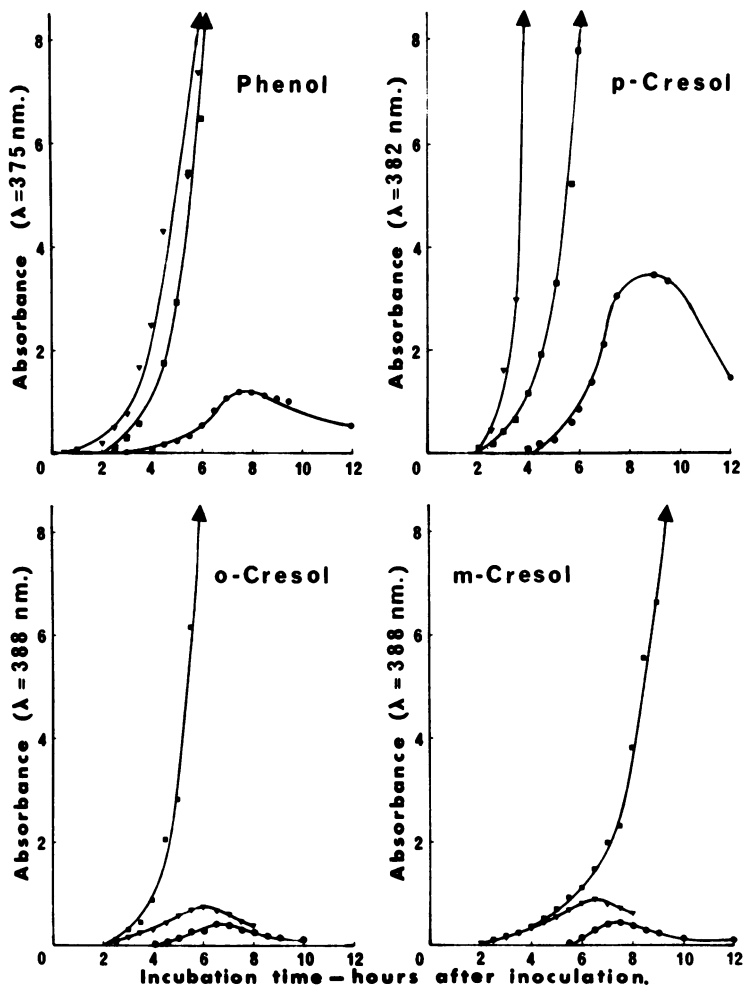 Phenol
Absorbance (λ=375 nm.)
8
6
4
2
0
0 2 4 6 8 10 12
p-Cresol
Absorbance (λ=382 nm.)
8
6
4
2
0
0 2 4 6 8 10 12
o-Cresol
Absorbance (λ = 388 nm.)
8
6
4
2
0 2 4 6 8 10 12
m-Cresol
Absorbance (λ = 388 nm.)
8
6
4
2
0 2 4 6 8 10 12
Incubation time – hours after inoculation.